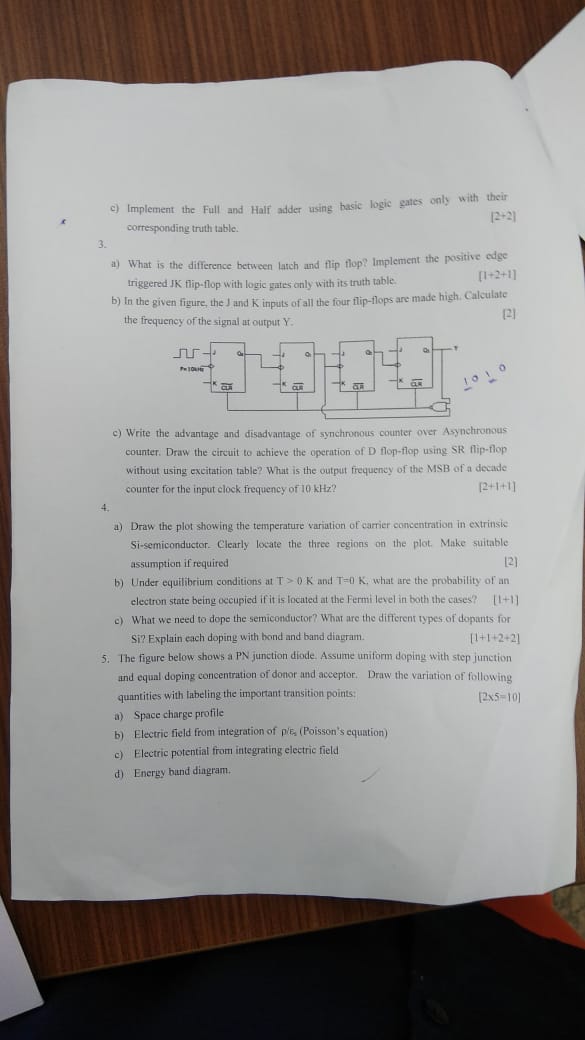 c) Implement the Full and Half adder using basic logic gates only with their
corresponding truth table. [2+2]
3.
a) What is the difference between latch and flip flop? Implement the positive edge
triggered JK flip-flop with logic gates only with its truth table. [1+2+1]
b) In the given figure, the J and K inputs of all the four flip-flops are made high. Calculate
the frequency of the signal at output Y. [2]
J Q₀ J Q₁ J Q₂ J Q₃ Y
F=10kHz
K CLR K CLR K CLR K CLR
1010
c) Write the advantage and disadvantage of synchronous counter over Asynchronous
counter. Draw the circuit to achieve the operation of D flop-flop using SR flip-flop
without using excitation table? What is the output frequency of the MSB of a decade
counter for the input clock frequency of 10 kHz? [2+1+1]
4.
a) Draw the plot showing the temperature variation of carrier concentration in extrinsic
Si-semiconductor. Clearly locate the three regions on the plot. Make suitable
assumption if required [2]
b) Under equilibrium conditions at T > 0 K and T=0 K, what are the probability of an
electron state being occupied if it is located at the Fermi level in both the cases? [1+1]
c) What we need to dope the semiconductor? What are the different types of dopants for
Si? Explain each doping with bond and band diagram. [1+1+2+2]
5. The figure below shows a PN junction diode. Assume uniform doping with step junction
and equal doping concentration of donor and acceptor. Draw the variation of following
quantities with labeling the important transition points: [2x5=10]
a) Space charge profile
b) Electric field from integration of ρ/εₛ (Poisson's equation)
c) Electric potential from integrating electric field
d) Energy band diagram.